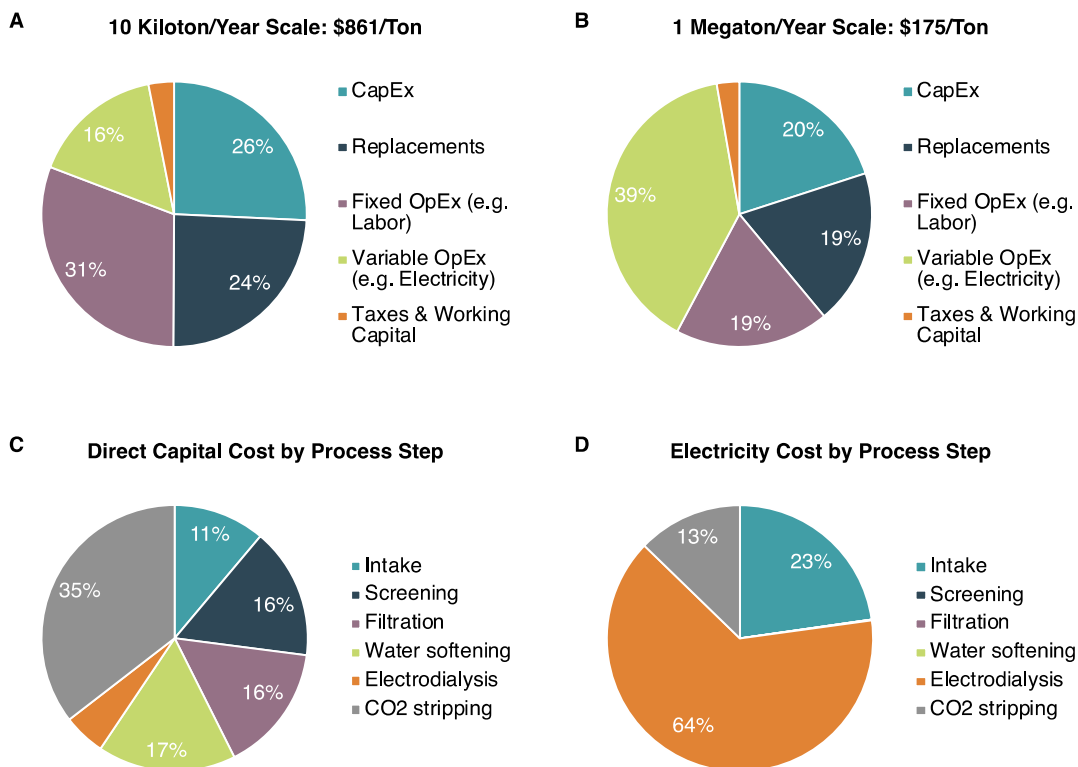 A
10 Kiloton/Year Scale: $861/Ton
26%
24%
31%
16%
CapEx
Replacements
Fixed OpEx (e.g.
Labor)
Variable OpEx
(e.g. Electricity)
Taxes & Working
Capital
B
1 Megaton/Year Scale: $175/Ton
20%
19%
19%
39%
CapEx
Replacements
Fixed OpEx (e.g.
Labor)
Variable OpEx
(e.g. Electricity)
Taxes & Working
Capital
C
Direct Capital Cost by Process Step
11%
16%
16%
17%
35%
Intake
Screening
Filtration
Water softening
Electrodialysis
CO2 stripping
D
Electricity Cost by Process Step
23%
64%
13%
Intake
Screening
Filtration
Water softening
Electrodialysis
CO2 stripping